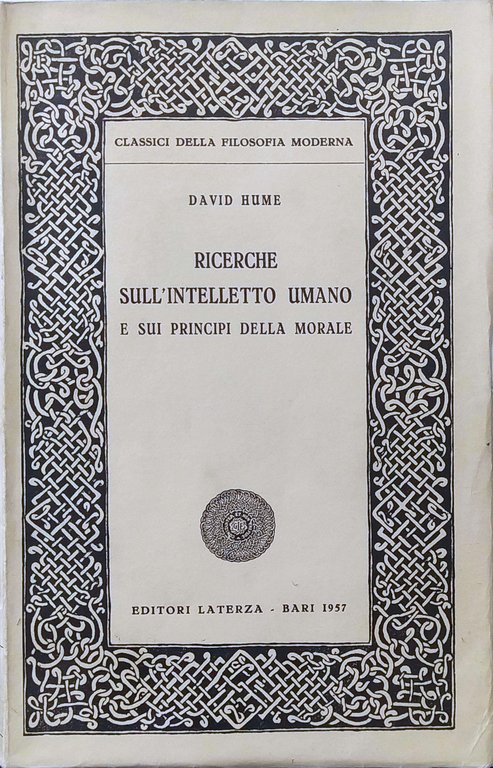 CLASSICI DELLA FILOSOFIA MODERNA
DAVID HUME
RICERCHE
SULL'INTELLETTO UMANO
E SUI PRINCIPI DELLA MORALE
EDITORI LATERZA - BARI 1957